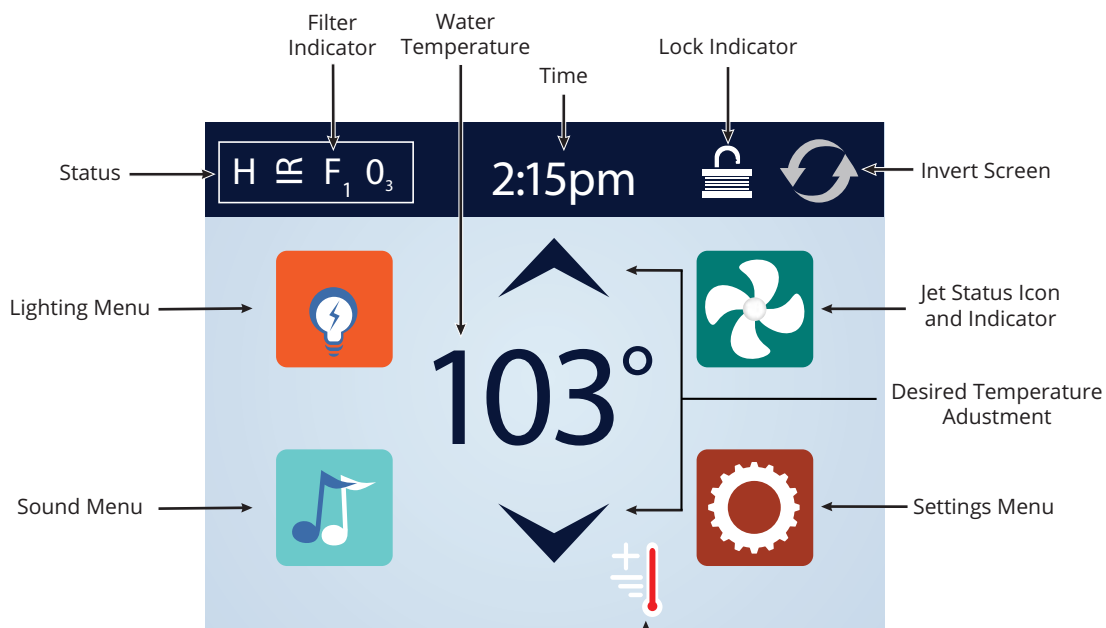 Filter
Indicator
Water
Temperature
Time
Lock Indicator
Status
H IR F1 O3
2:15pm
Invert Screen
Lighting Menu
Jet Status Icon
and Indicator
103°
Desired Temperature
Adustment
Sound Menu
Settings Menu